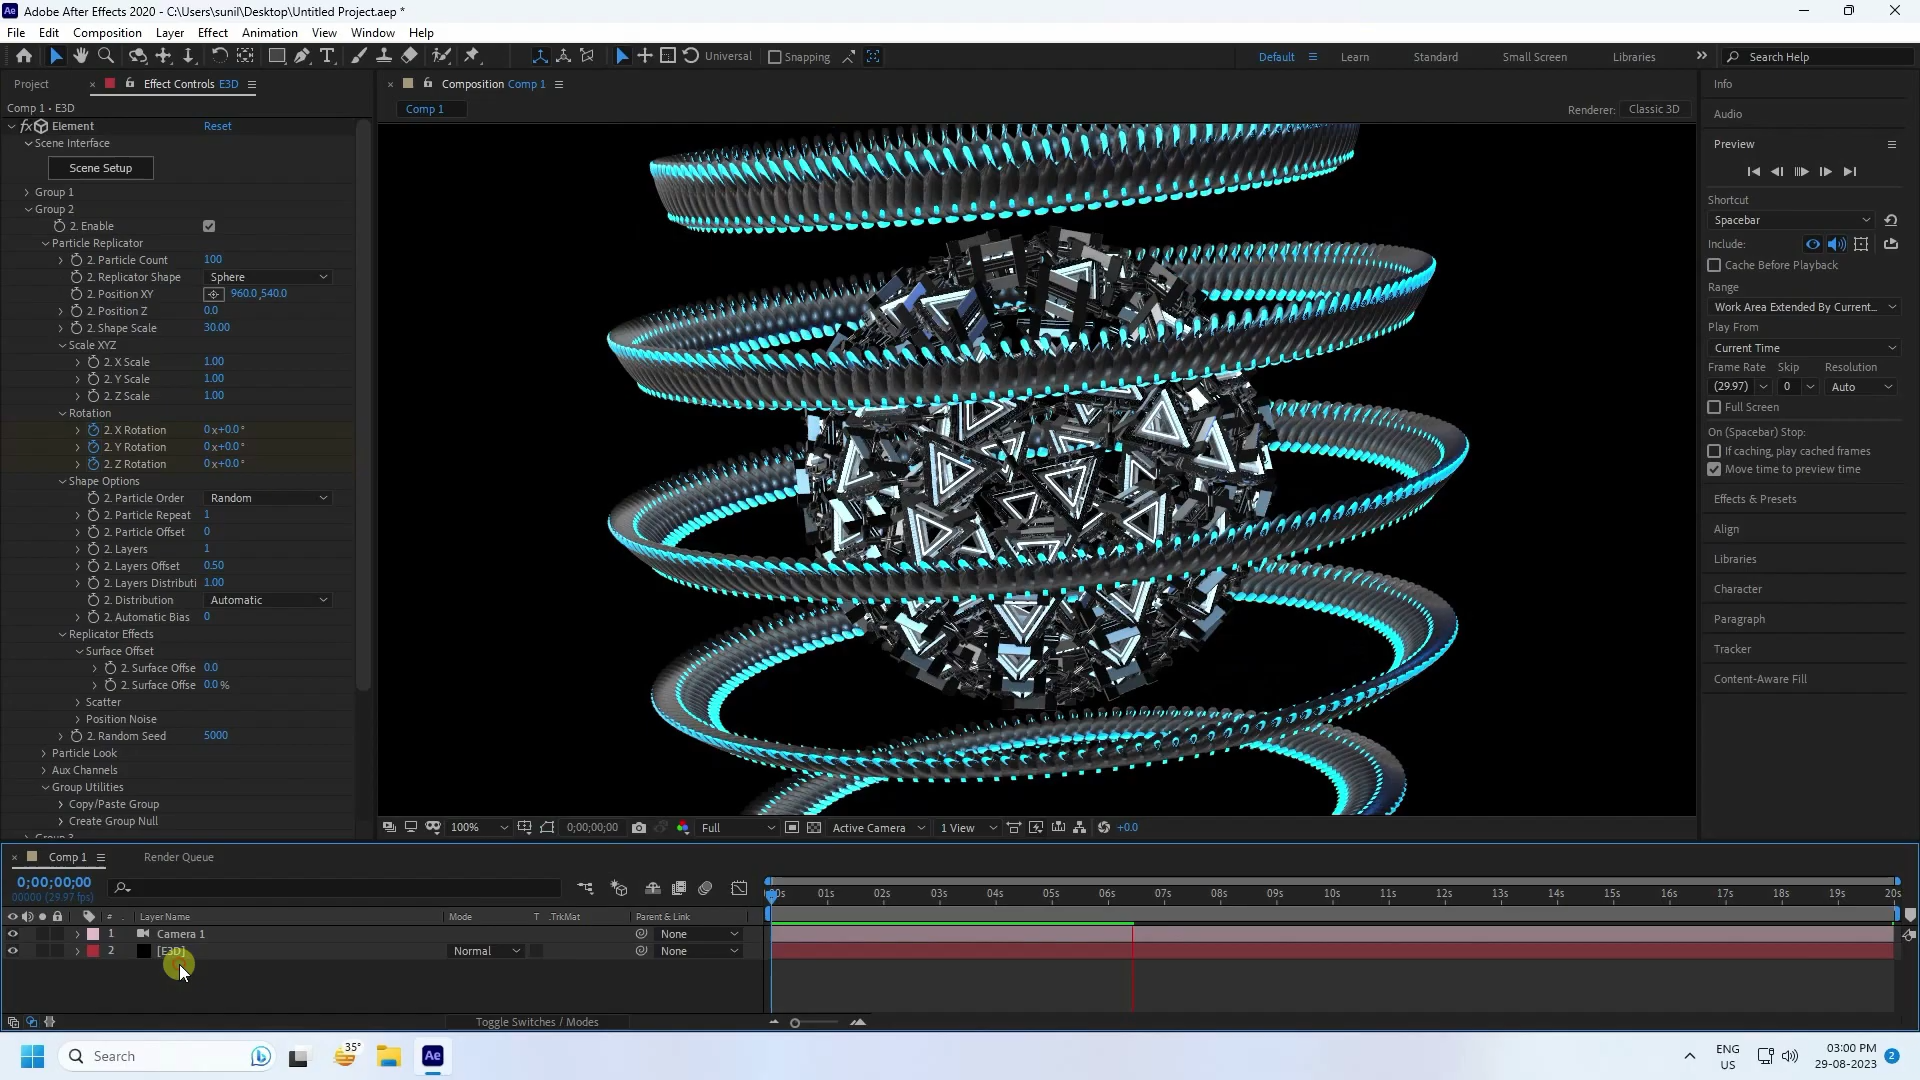 Adobe After Effects 2020 - C:\Users\sunil\Desktop\Untitled Project.aep *
File Edit Composition Layer Effect Animation View Window Help
Universal Snapping Default Learn Standard Small Screen Libraries Search Help
Project Effect Controls E3D
Comp 1 • E3D
Element Reset
Scene Interface
Scene Setup
Group 1
Group 2
2. Enable
Particle Replicator
2. Particle Count 100
2. Replicator Shape Sphere
2. Position XY 960.0,540.0
2. Position Z 0.0
2. Shape Scale 30.00
Scale XYZ
2. X Scale 1.00
2. Y Scale 1.00
2. Z Scale 1.00
Rotation
2. X Rotation 0x+0.0°
2. Y Rotation 0x+0.0°
2. Z Rotation 0x+0.0°
Shape Options
2. Particle Order Random
2. Particle Repeat 1
2. Particle Offset 0
2. Layers 1
2. Layers Offset 0.50
2. Layers Distributi 1.00
2. Distribution Automatic
2. Automatic Bias 0
Replicator Effects
Surface Offset
2. Surface Offse 0.0
2. Surface Offse 0.0%
Scatter
Position Noise
2. Random Seed 5000
Particle Look
Aux Channels
Group Utilities
Copy/Paste Group
Create Group Null
Composition Comp 1
Comp 1
Renderer: Classic 3D
100% 0;00;00;00 Full Active Camera 1 View +0.0
Info
Audio
Preview
Shortcut
Spacebar
Include:
Cache Before Playback
Range
Work Area Extended By Current...
Play From
Current Time
Frame Rate Skip Resolution
(29.97) 0 Auto
Full Screen
On (Spacebar) Stop:
If caching, play cached frames
Move time to preview time
Effects & Presets
Align
Libraries
Character
Paragraph
Tracker
Content-Aware Fill
Comp 1 Render Queue
0;00;00;00
00000 (29.97 fps)
# Layer Name Mode T .TrkMat Parent & Link
1 Camera 1 None
2 [E3D] Normal None
Toggle Switches / Modes
00s 01s 02s 03s 04s 05s 06s 07s 08s 09s 10s 11s 12s 13s 14s 15s 16s 17s 18s 19s 20s
Search 35° Ae
ENG
US
03:00 PM
29-08-2023
2